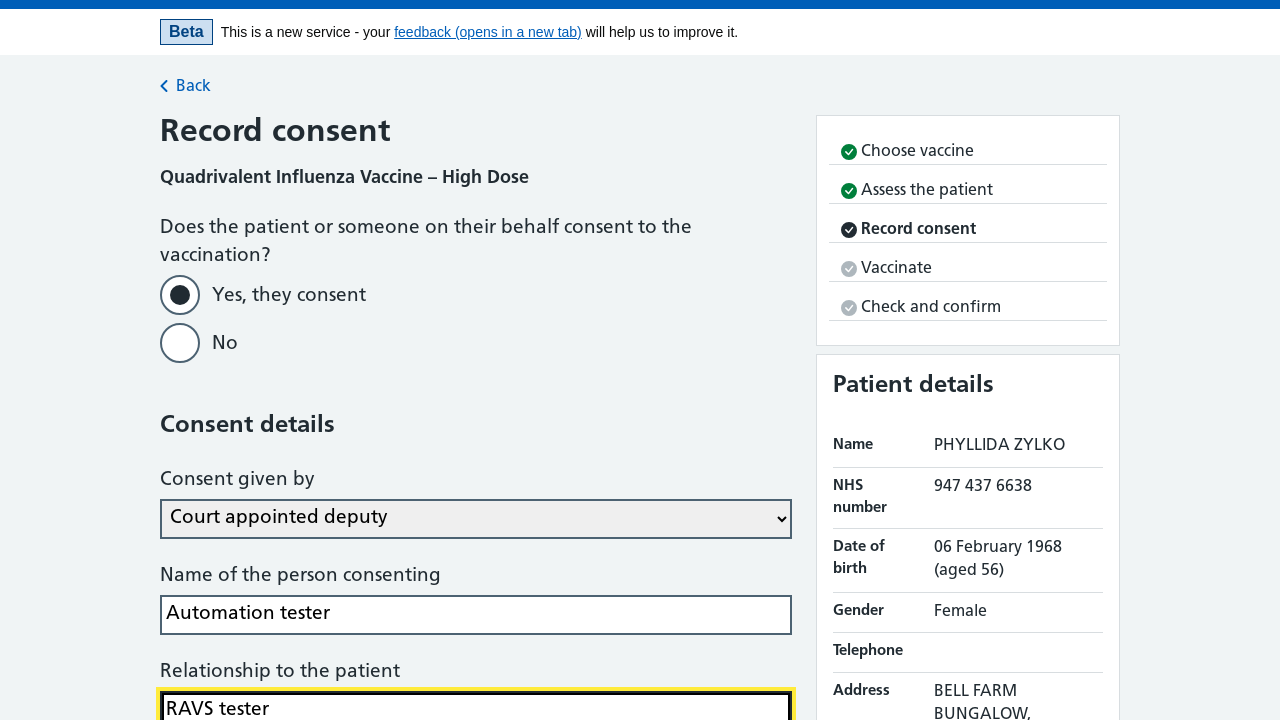 Beta This is a new service - your feedback (opens in a new tab) will help us to improve it.
Back
Record consent
Quadrivalent Influenza Vaccine – High Dose
Does the patient or someone on their behalf consent to the
vaccination?
Yes, they consent
No
Consent details
Consent given by
Court appointed deputy
Name of the person consenting
Automation tester
Relationship to the patient
RAVS tester
Choose vaccine
Assess the patient
Record consent
Vaccinate
Check and confirm
Patient details
Name PHYLLIDA ZYLKO
NHS 947 437 6638
number
Date of 06 February 1968
birth (aged 56)
Gender Female
Telephone
Address BELL FARM
BUNGALOW,